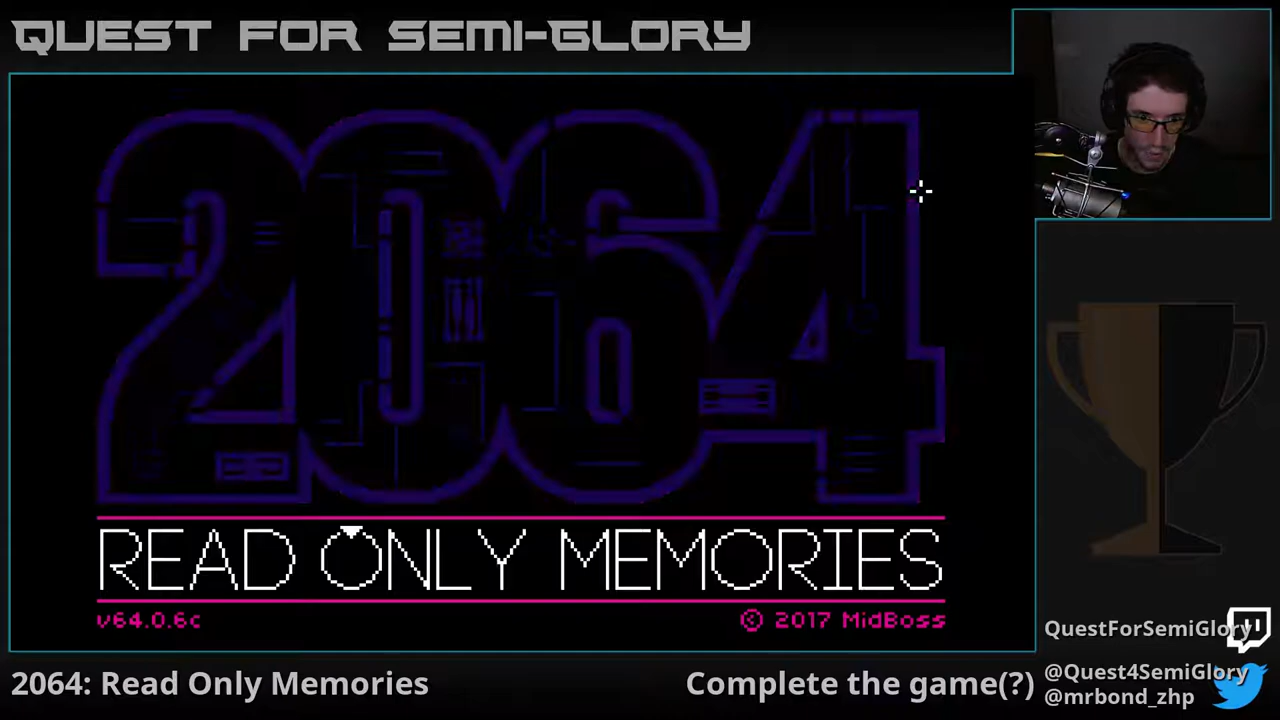 QUEST FOR SEMI-GLORY
2064
READ ONLY MEMORIES
v64.0.6c
© 2017 MidBoss
QuestForSemiGlory
@Quest4SemiGlory
@mrbond_zhp
2064: Read Only Memories
Complete the game(?)